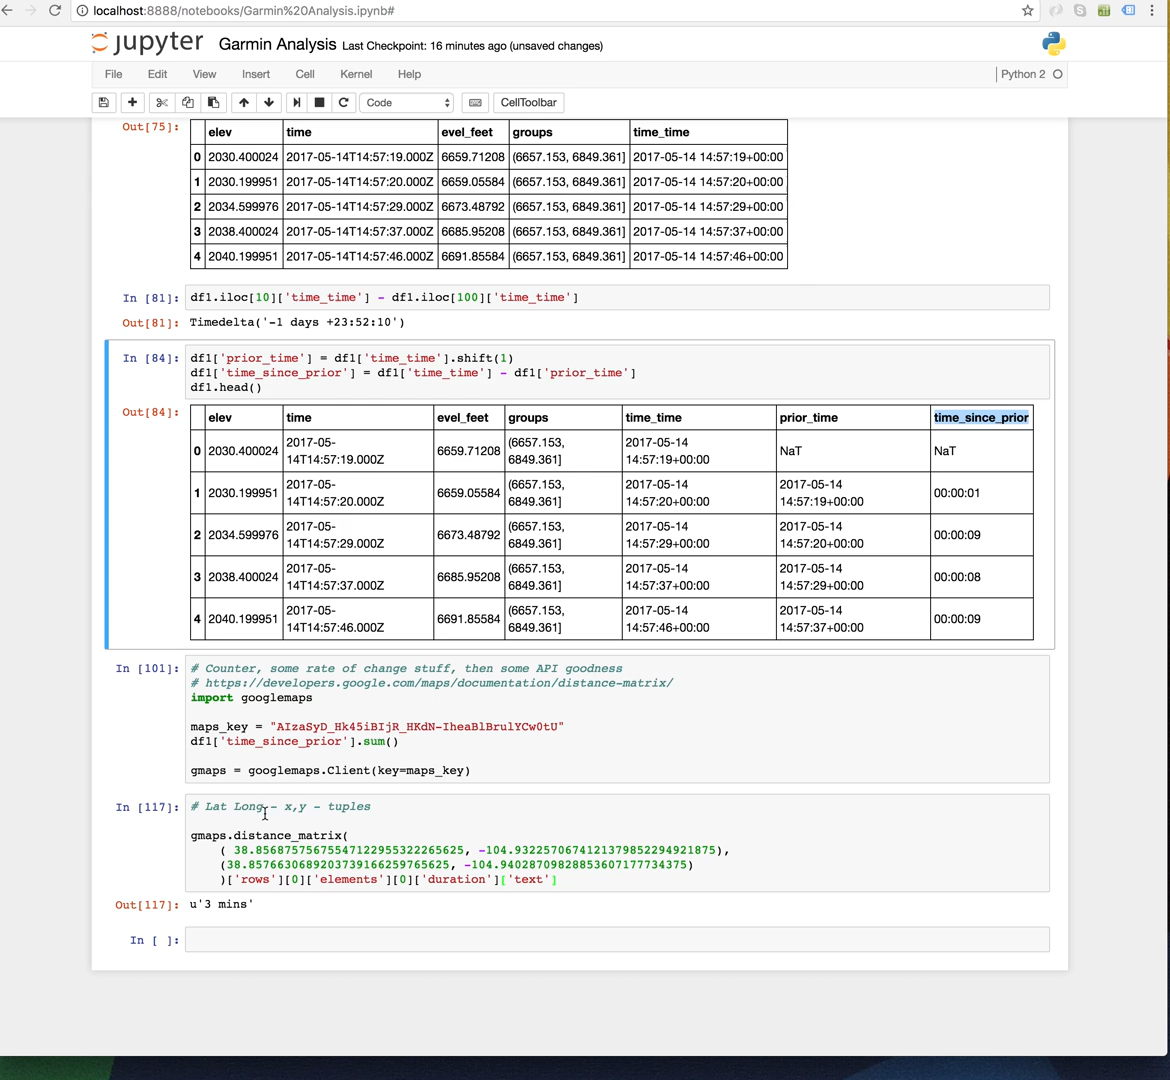 localhost:8888/notebooks/Garmin%20Analysis.ipynb#
jupyter Garmin Analysis Last Checkpoint: 16 minutes ago (unsaved changes)
File Edit View Insert Cell Kernel Help Python 2
Code CellToolbar
Out[75]: elev time evel_feet groups time_time
0 2030.400024 2017-05-14T14:57:19.000Z 6659.71208 (6657.153, 6849.361] 2017-05-14 14:57:19+00:00
1 2030.199951 2017-05-14T14:57:20.000Z 6659.05584 (6657.153, 6849.361] 2017-05-14 14:57:20+00:00
2 2034.599976 2017-05-14T14:57:29.000Z 6673.48792 (6657.153, 6849.361] 2017-05-14 14:57:29+00:00
3 2038.400024 2017-05-14T14:57:37.000Z 6685.95208 (6657.153, 6849.361] 2017-05-14 14:57:37+00:00
4 2040.199951 2017-05-14T14:57:46.000Z 6691.85584 (6657.153, 6849.361] 2017-05-14 14:57:46+00:00
In [81]: df1.iloc[10]['time_time'] - df1.iloc[100]['time_time']
Out[81]: Timedelta('-1 days +23:52:10')
In [84]: df1['prior_time'] = df1['time_time'].shift(1)
df1['time_since_prior'] = df1['time_time'] - df1['prior_time']
df1.head()
Out[84]: elev time evel_feet groups time_time prior_time time_since_prior
0 2030.400024 2017-05-14T14:57:19.000Z 6659.71208 (6657.153, 6849.361] 2017-05-14 14:57:19+00:00 NaT NaT
1 2030.199951 2017-05-14T14:57:20.000Z 6659.05584 (6657.153, 6849.361] 2017-05-14 14:57:20+00:00 2017-05-14 14:57:19+00:00 00:00:01
2 2034.599976 2017-05-14T14:57:29.000Z 6673.48792 (6657.153, 6849.361] 2017-05-14 14:57:29+00:00 2017-05-14 14:57:20+00:00 00:00:09
3 2038.400024 2017-05-14T14:57:37.000Z 6685.95208 (6657.153, 6849.361] 2017-05-14 14:57:37+00:00 2017-05-14 14:57:29+00:00 00:00:08
4 2040.199951 2017-05-14T14:57:46.000Z 6691.85584 (6657.153, 6849.361] 2017-05-14 14:57:46+00:00 2017-05-14 14:57:37+00:00 00:00:09
In [101]: # Counter, some rate of change stuff, then some API goodness
# https://developers.google.com/maps/documentation/distance-matrix/
import googlemaps
maps_key = "AIzaSyD_Hk45iBIjR_HKdN-IheaBlBrulYCw0tU"
df1['time_since_prior'].sum()
gmaps = googlemaps.Client(key=maps_key)
In [117]: # Lat Long - x,y - tuples
gmaps.distance_matrix(
( 38.856875756755471229553222656​25, -104.9322570674121379852294921875),
(38.8576630689203739166259765625, -104.94028709828853607177734375)
)['rows'][0]['elements'][0]['duration']['text']
Out[117]: u'3 mins'
In [ ]: